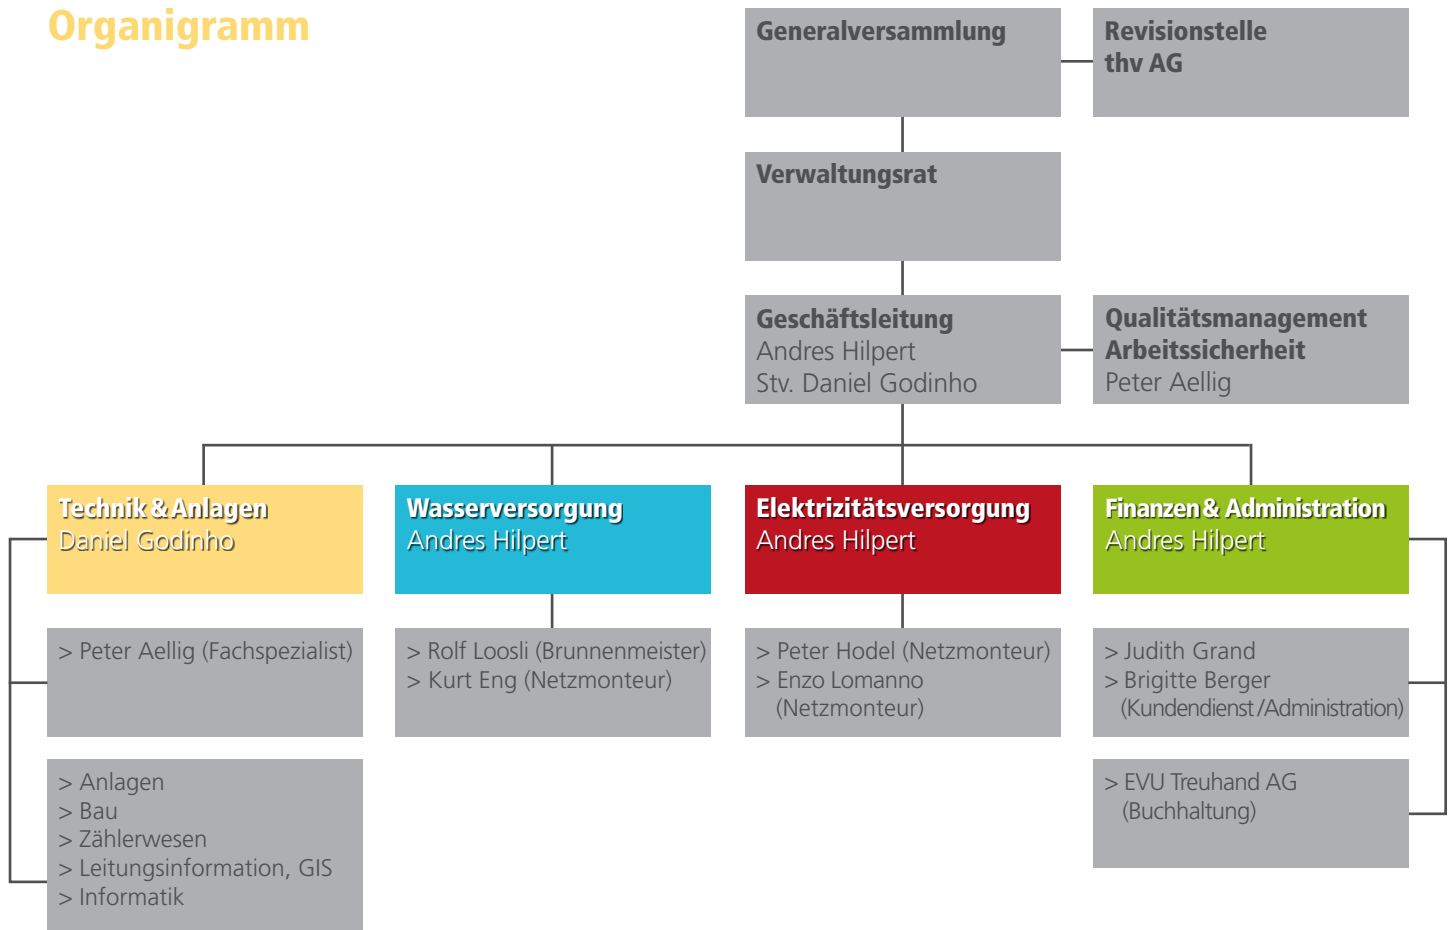 Organigramm
Generalversammlung
Revisionstelle
thv AG
Verwaltungsrat
Geschäftsleitung
Andres Hilpert
Stv. Daniel Godinho
Qualitätsmanagement
Arbeitssicherheit
Peter Aellig
Technik & Anlagen
Daniel Godinho
Wasserversorgung
Andres Hilpert
Elektrizitätsversorgung
Andres Hilpert
Finanzen & Administration
Andres Hilpert
> Peter Aellig (Fachspezialist)
> Rolf Loosli (Brunnenmeister)
> Kurt Eng (Netzmonteur)
> Peter Hodel (Netzmonteur)
> Enzo Lomanno
(Netzmonteur)
> Judith Grand
> Brigitte Berger
(Kundendienst/Administration)
> Anlagen
> Bau
> Zählerwesen
> Leitungsinformation, GIS
> Informatik
> EVU Treuhand AG
(Buchhaltung)